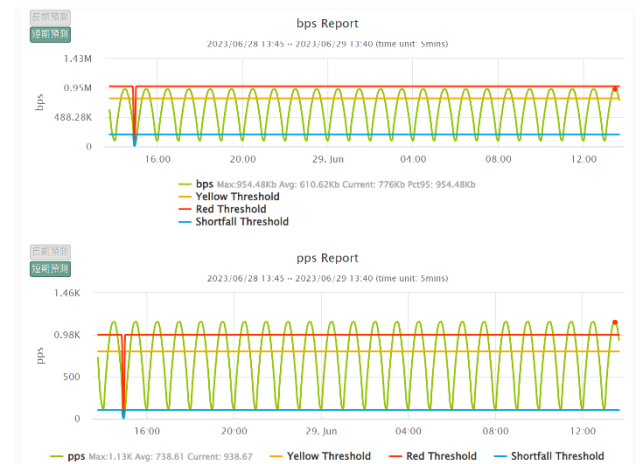 長期預測
短期預測
bps Report
2023/06/28 13:45 ~ 2023/06/29 13:40 (time unit: 5mins)
1.43M
0.95M
488.28K
0
bps
16:00
20:00
29. Jun
04:00
08:00
12:00
bps Max:954.48Kb Avg: 610.62Kb Current: 776Kb Pct95: 954.48Kb
Yellow Threshold
Red Threshold
Shortfall Threshold
長期預測
短期預測
pps Report
2023/06/28 13:45 ~ 2023/06/29 13:40 (time unit: 5mins)
1.46K
0.98K
500
0
pps
16:00
20:00
29. Jun
04:00
08:00
12:00
pps Max:1.13K Avg: 738.61 Current: 938.67 Yellow Threshold Red Threshold Shortfall Threshold